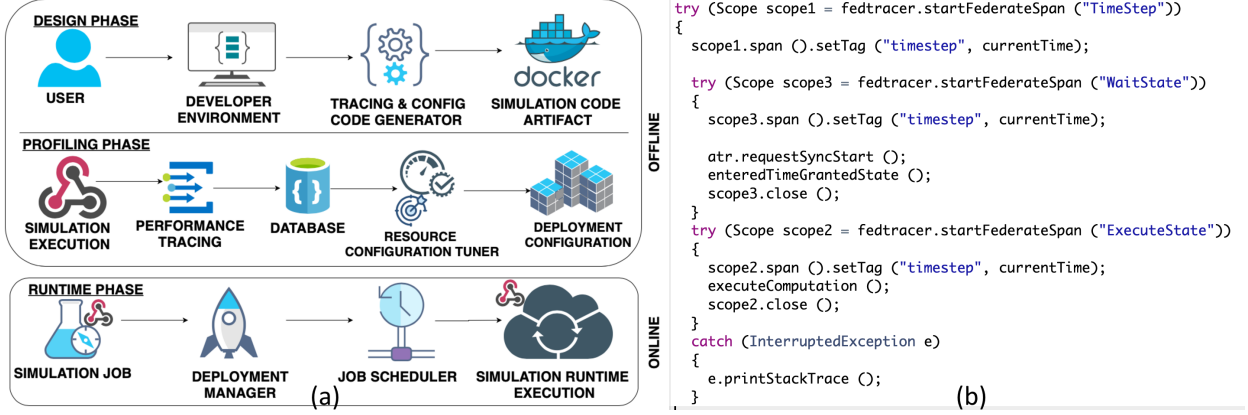 DESIGN PHASE
USER
DEVELOPER
ENVIRONMENT
TRACING & CONFIG
CODE GENERATOR
docker
SIMULATION CODE
ARTIFACT
PROFILING PHASE
SIMULATION
EXECUTION
PERFORMANCE
TRACING
DATABASE
RESOURCE
CONFIGURATION TUNER
DEPLOYMENT
CONFIGURATION
OFFLINE
RUNTIME PHASE
SIMULATION JOB
DEPLOYMENT
MANAGER
JOB SCHEDULER
SIMULATION RUNTIME
EXECUTION
ONLINE
(a)
try (Scope scope1 = fedtracer.startFederateSpan ("TimeStep"))
{
scope1.span ().setTag ("timestep", currentTime);
try (Scope scope3 = fedtracer.startFederateSpan ("WaitState"))
{
scope3.span ().setTag ("timestep", currentTime);
atr.requestSyncStart ();
enteredTimeGrantedState ();
scope3.close ();
}
try (Scope scope2 = fedtracer.startFederateSpan ("ExecuteState"))
{
scope2.span ().setTag ("timestep", currentTime);
executeComputation ();
scope2.close ();
}
catch (InterruptedException e)
{
e.printStackTrace ();
}
(b)